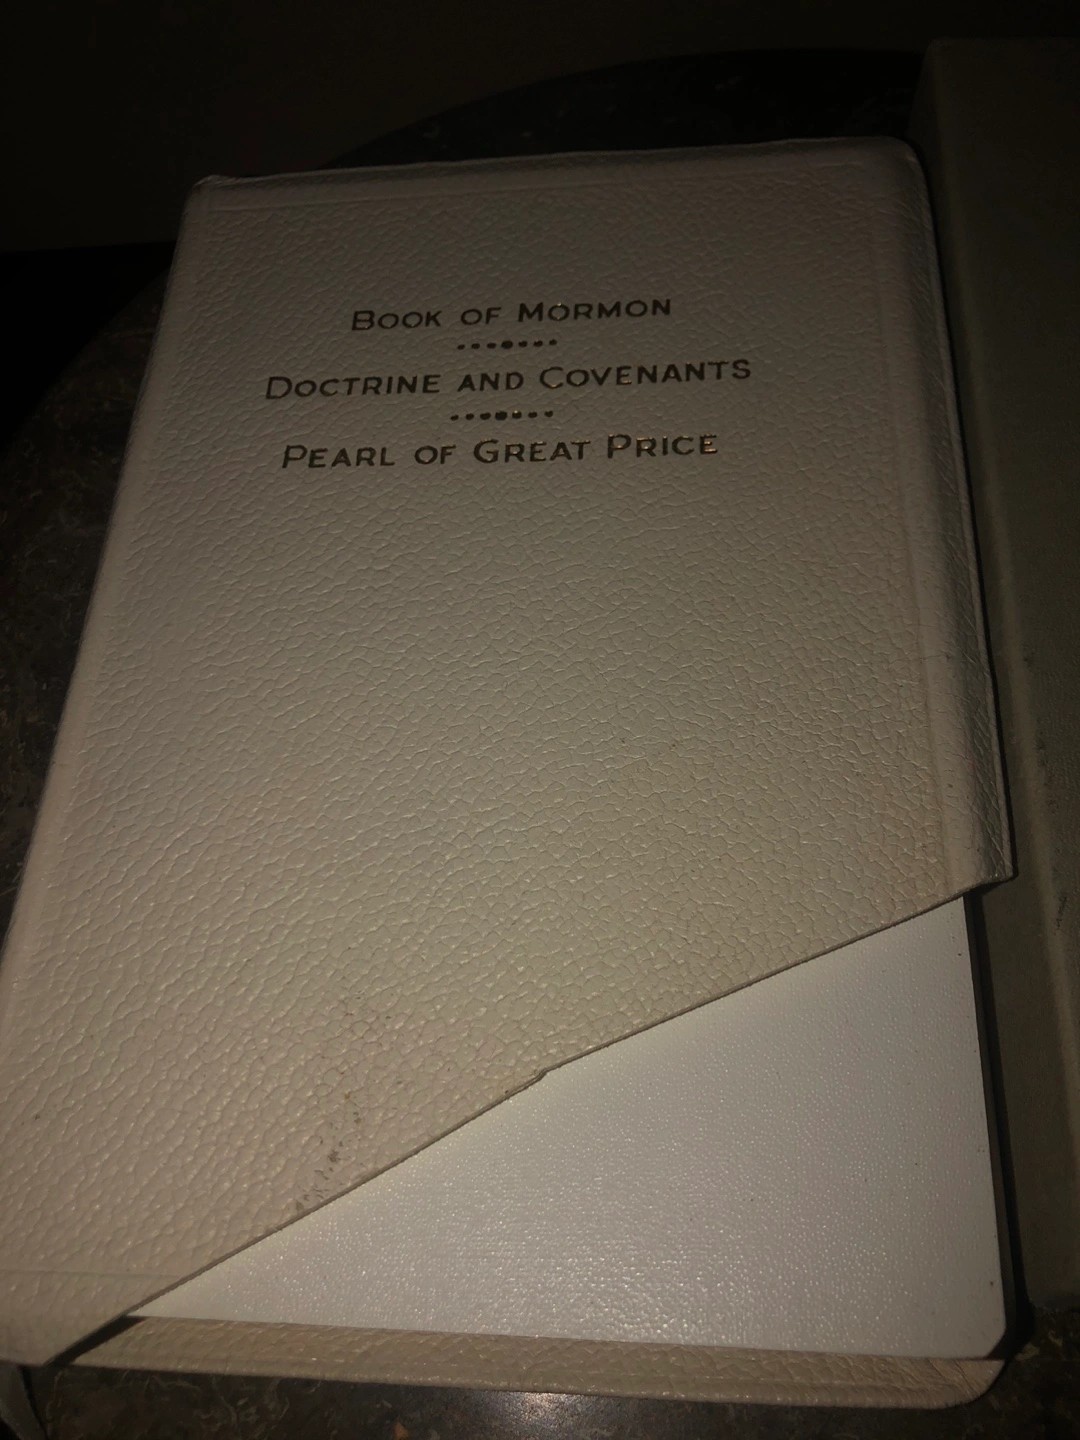 BOOK OF MORMON
DOCTRINE AND COVENANTS
PEARL OF GREAT PRICE